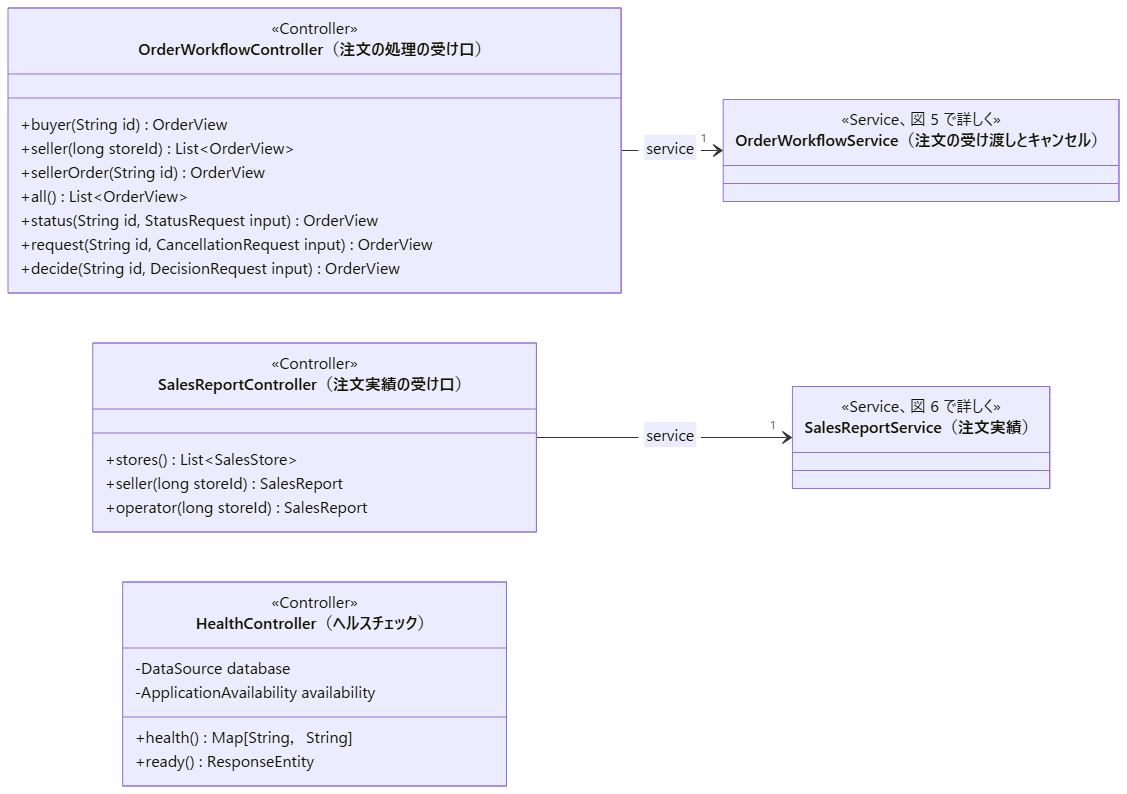 «Controller»
OrderWorkflowController（注文の処理の受け口）
+buyer(String id) : OrderView
+seller(long storeId) : List<OrderView>
+sellerOrder(String id) : OrderView
+all() : List<OrderView>
+status(String id, StatusRequest input) : OrderView
+request(String id, CancellationRequest input) : OrderView
+decide(String id, DecisionRequest input) : OrderView
service
1
«Service、図 5 で詳しく»
OrderWorkflowService（注文の受け渡しとキャンセル）
«Controller»
SalesReportController（注文実績の受け口）
+stores() : List<SalesStore>
+seller(long storeId) : SalesReport
+operator(long storeId) : SalesReport
service
1
«Service、図 6 で詳しく»
SalesReportService（注文実績）
«Controller»
HealthController（ヘルスチェック）
-DataSource database
-ApplicationAvailability availability
+health() : Map[String，String]
+ready() : ResponseEntity